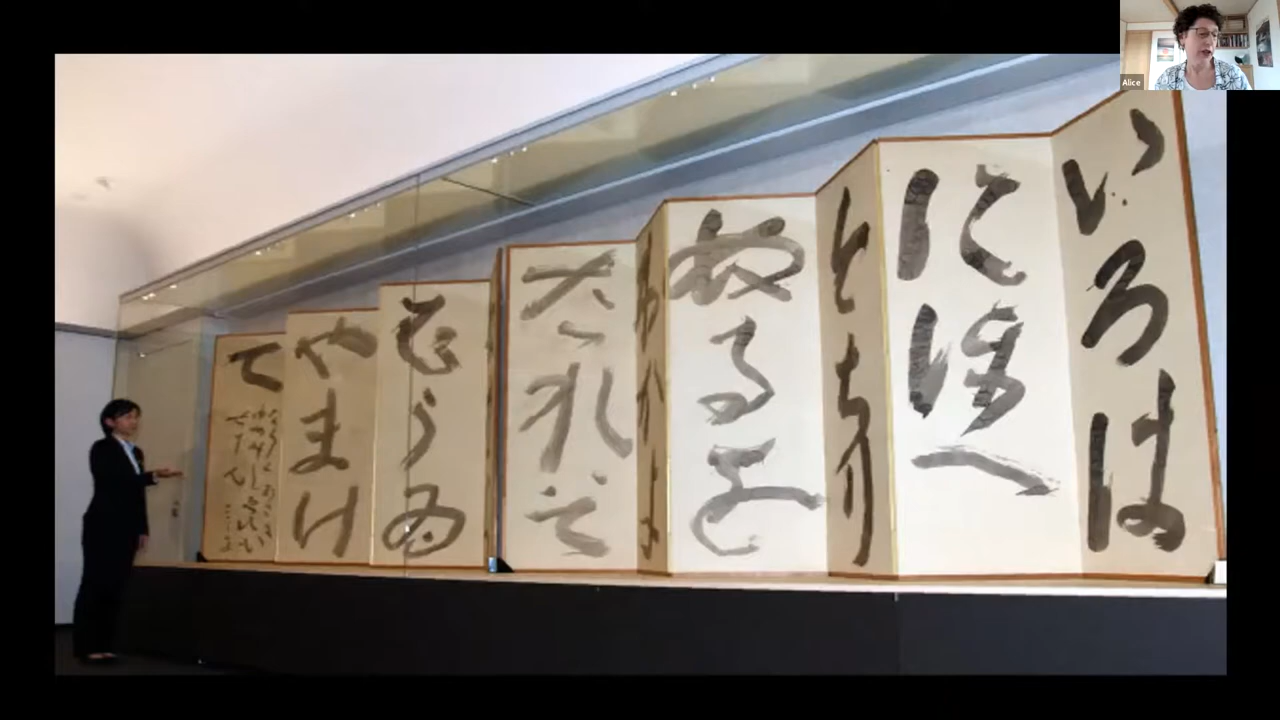 いろは
にほへ
とちり
ぬるを
わかよ
たれそ
むうゐ
やまけ
て
Alice